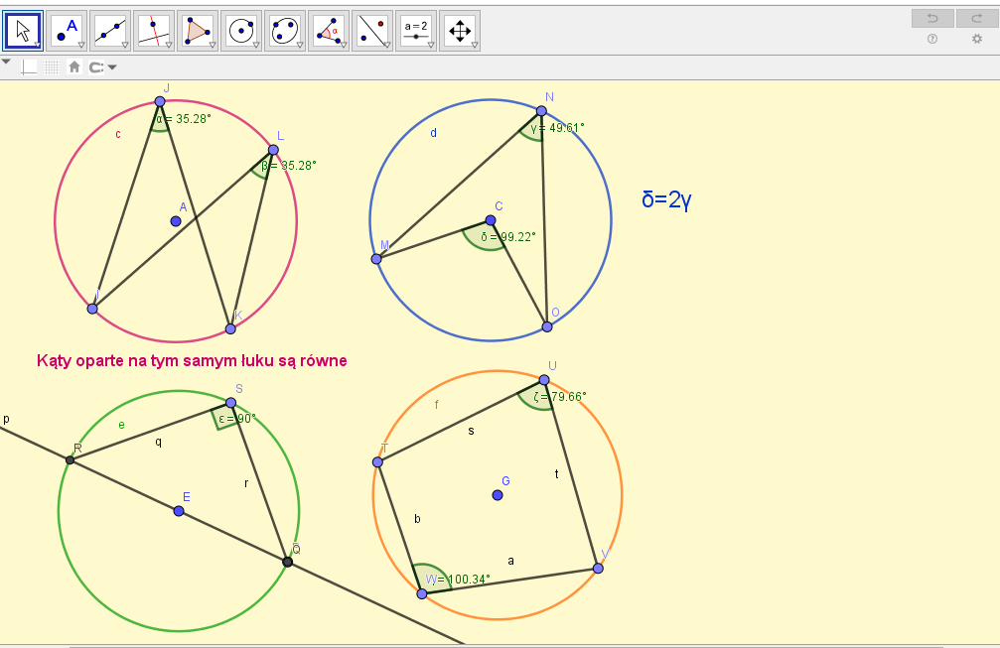 A
α
a=2
J
α = 35.28°
c
L
β = 35.28°
A
K
N
γ = 49.61°
d
C
δ = 99.22°
M
O
δ=2γ
Kąty oparte na tym samym łuku są równe
p
S
ε = 90°
e
R
q
r
E
Q
U
ζ = 79.66°
f
s
T
t
G
b
V
a
W
= 100.34°